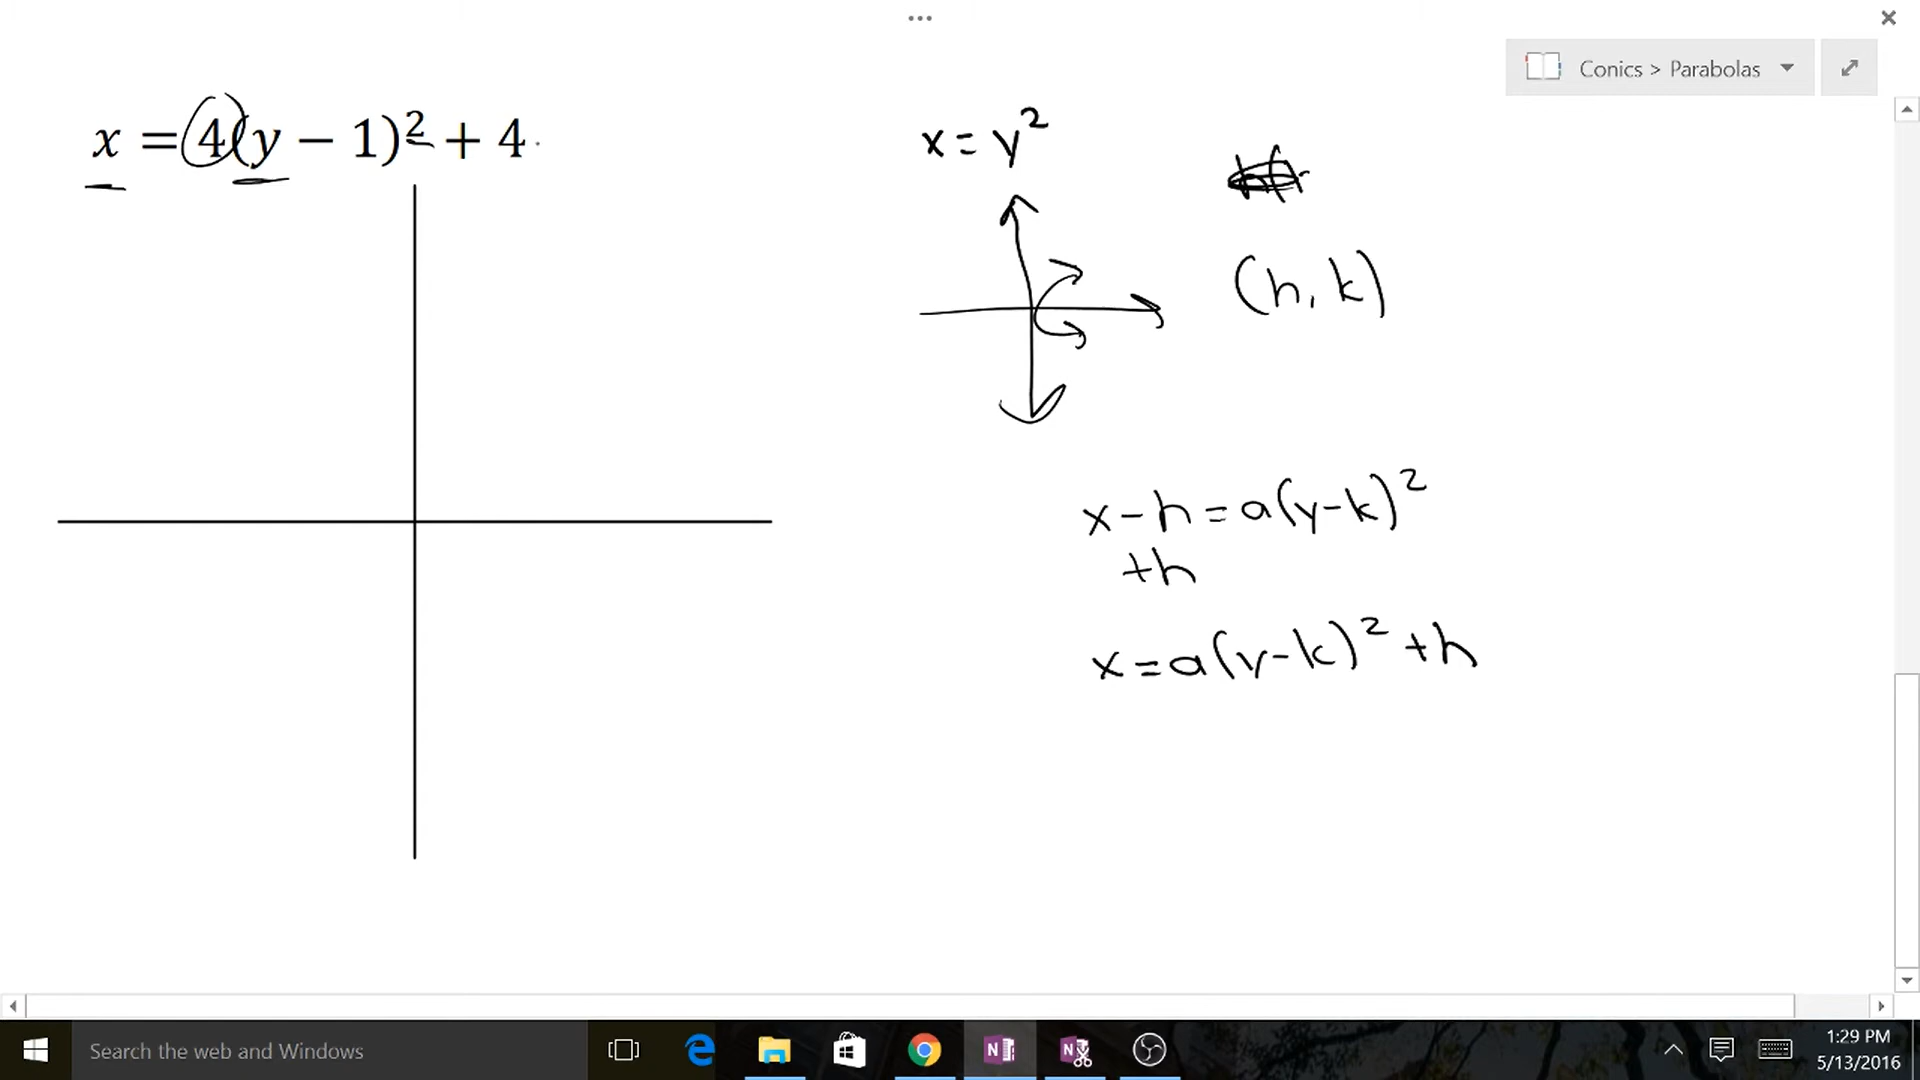 Conics > Parabolas
x = 4(y − 1)² + 4
x = y²
(h, k)
x − h = a(y − k)²
+h
x = a(y − k)² + h
Search the web and Windows
1:29 PM
5/13/2016